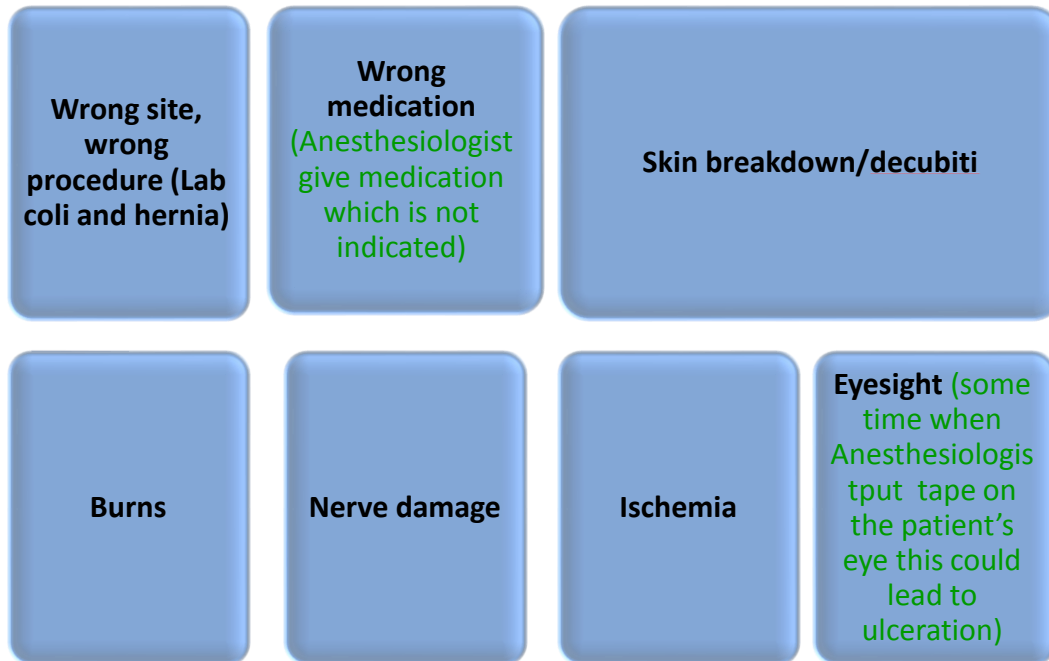 Wrong site,
wrong
procedure (Lab
coli and hernia)
Wrong
medication
(Anesthesiologist
give medication
which is not
indicated)
Skin breakdown/decubiti
Burns
Nerve damage
Ischemia
Eyesight (some
time when
Anesthesiologis
tput  tape on
the patient’s
eye this could
lead to
ulceration)